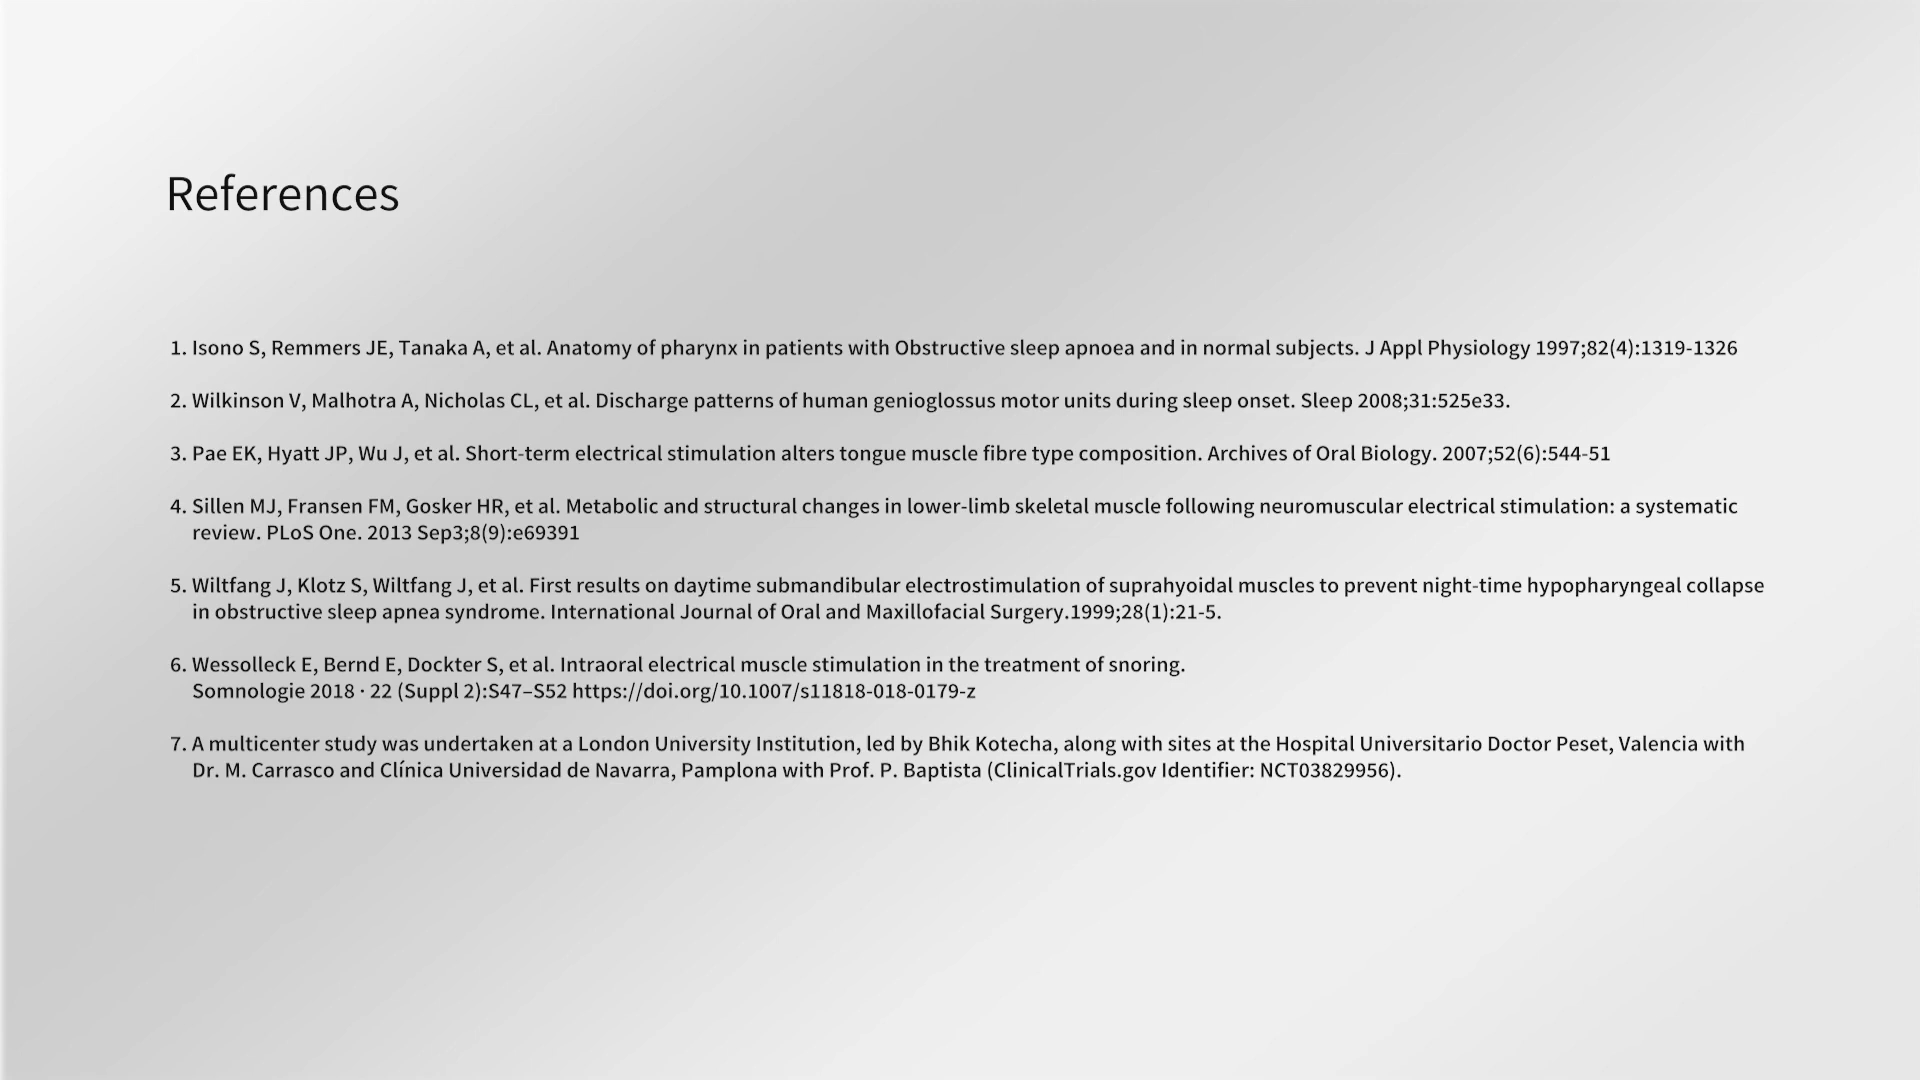 References
1. Isono S, Remmers JE, Tanaka A, et al. Anatomy of pharynx in patients with Obstructive sleep apnoea and in normal subjects. J Appl Physiology 1997;82(4):1319-1326
2. Wilkinson V, Malhotra A, Nicholas CL, et al. Discharge patterns of human genioglossus motor units during sleep onset. Sleep 2008;31:525e33.
3. Pae EK, Hyatt JP, Wu J, et al. Short-term electrical stimulation alters tongue muscle fibre type composition. Archives of Oral Biology. 2007;52(6):544-51
4. Sillen MJ, Fransen FM, Gosker HR, et al. Metabolic and structural changes in lower-limb skeletal muscle following neuromuscular electrical stimulation: a systematic
review. PLoS One. 2013 Sep3;8(9):e69391
5. Wiltfang J, Klotz S, Wiltfang J, et al. First results on daytime submandibular electrostimulation of suprahyoidal muscles to prevent night-time hypopharyngeal collapse
in obstructive sleep apnea syndrome. International Journal of Oral and Maxillofacial Surgery.1999;28(1):21-5.
6. Wessolleck E, Bernd E, Dockter S, et al. Intraoral electrical muscle stimulation in the treatment of snoring.
Somnologie 2018 · 22 (Suppl 2):S47–S52 https://doi.org/10.1007/s11818-018-0179-z
7. A multicenter study was undertaken at a London University Institution, led by Bhik Kotecha, along with sites at the Hospital Universitario Doctor Peset, Valencia with
Dr. M. Carrasco and Clínica Universidad de Navarra, Pamplona with Prof. P. Baptista (ClinicalTrials.gov Identifier: NCT03829956).